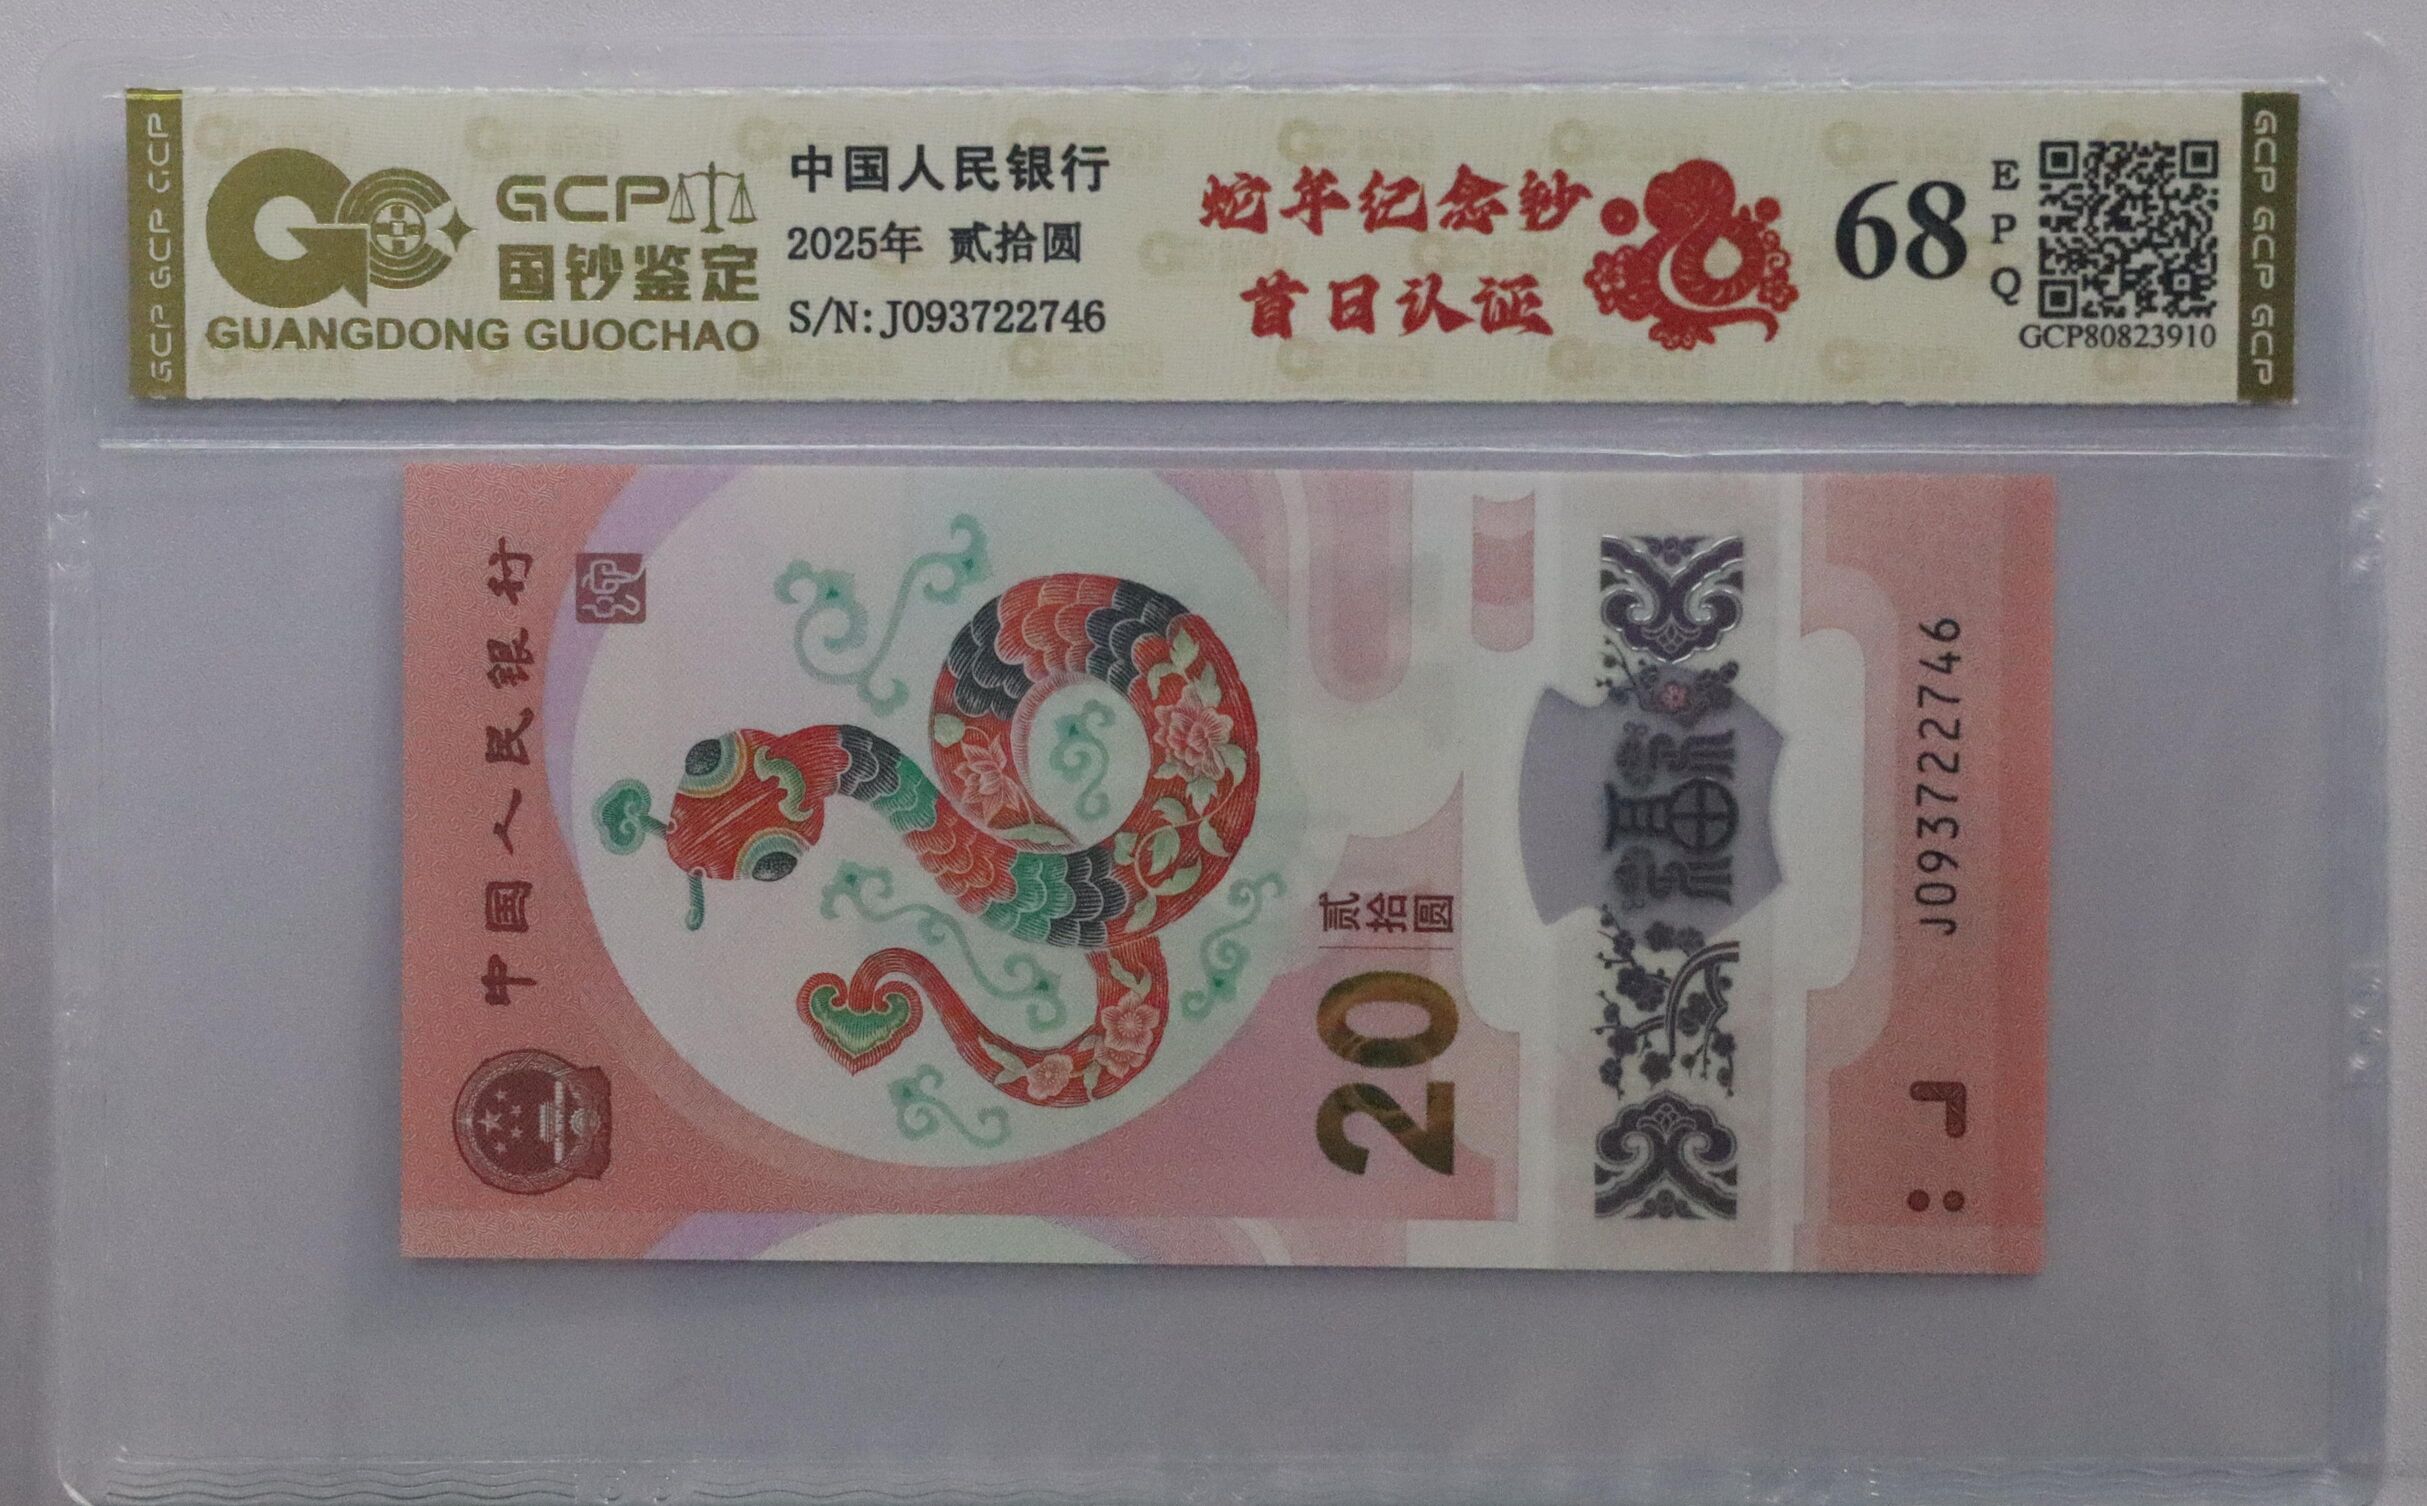 GCP GCP GCP
GCP
国钞鉴定
GUANGDONG GUOCHAO
中国人民银行
2025年 贰拾圆
S/N:J093722746
蛇年纪念钞
首日认证
68
EPQ
GCP80823910
GCP GCP GCP
中国人民银行
20
贰拾圆
福
J093722746